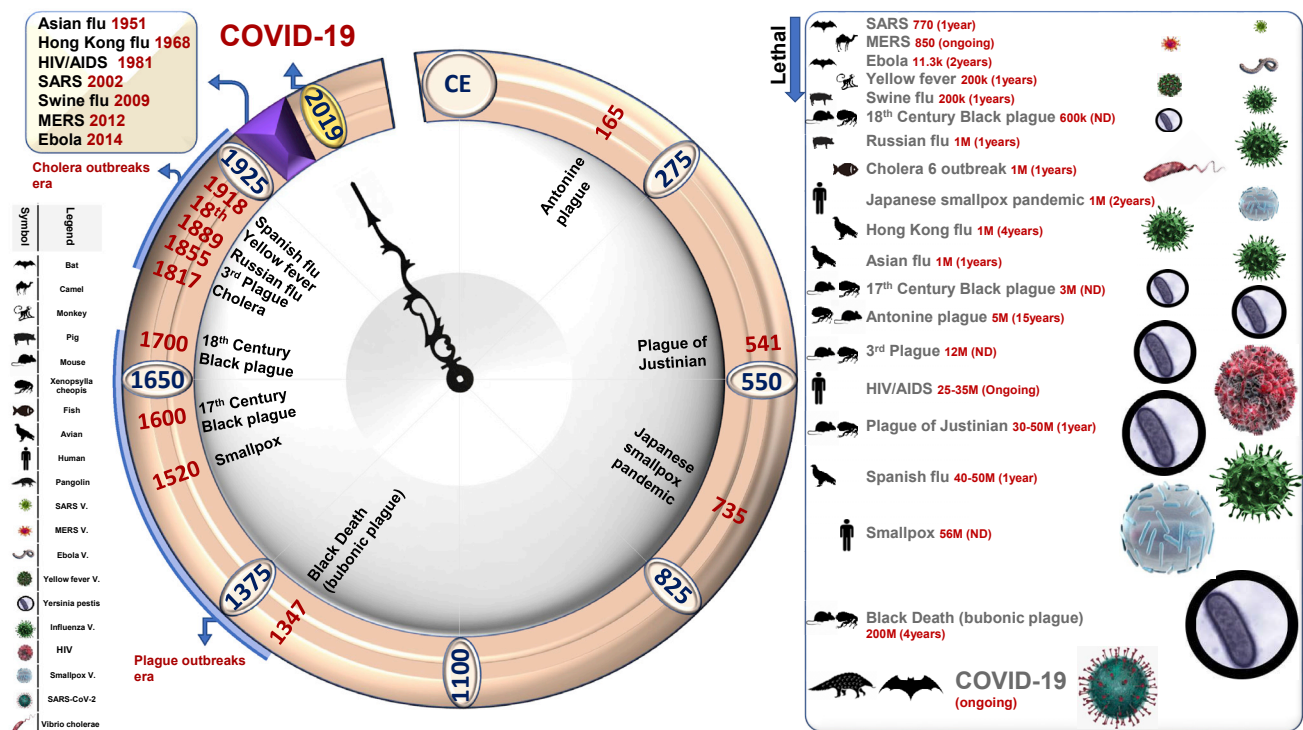 Asian flu 1951
Hong Kong flu 1968
HIV/AIDS 1981
SARS 2002
Swine flu 2009
MERS 2012
Ebola 2014
COVID-19
Cholera outbreaks
era
Symbol
Legend
Bat
Camel
Monkey
Pig
Mouse
Xenopsylla
cheopis
Fish
Avian
Human
Pangolin
SARS V.
MERS V.
Ebola V.
Yellow fever V.
Yersinia pestis
Influenza V.
HIV
Smallpox V.
SARS-CoV-2
Vibrio cholerae
CE
165
Antonine
plague
275
541
Plague of
Justinian
550
Japanese
smallpox
pandemic
735
825
1100
1347
Black Death
(bubonic plague)
1375
Plague outbreaks
era
1520
Smallpox
1600
17th Century
Black plague
1650
1700
18th Century
Black plague
1817
Cholera
1855
3rd Plague
1889
Russian flu
18th
Yellow fever
1918
Spanish flu
1925
2019
Lethal
SARS 770 (1year)
MERS 850 (ongoing)
Ebola 11.3k (2years)
Yellow fever 200k (1years)
Swine flu 200k (1years)
18th Century Black plague 600k (ND)
Russian flu 1M (1years)
Cholera 6 outbreak 1M (1years)
Japanese smallpox pandemic 1M (2years)
Hong Kong flu 1M (4years)
Asian flu 1M (1years)
17th Century Black plague 3M (ND)
Antonine plague 5M (15years)
3rd Plague 12M (ND)
HIV/AIDS 25-35M (Ongoing)
Plague of Justinian 30-50M (1year)
Spanish flu 40-50M (1year)
Smallpox 56M (ND)
Black Death (bubonic plague)
200M (4years)
COVID-19
(ongoing)